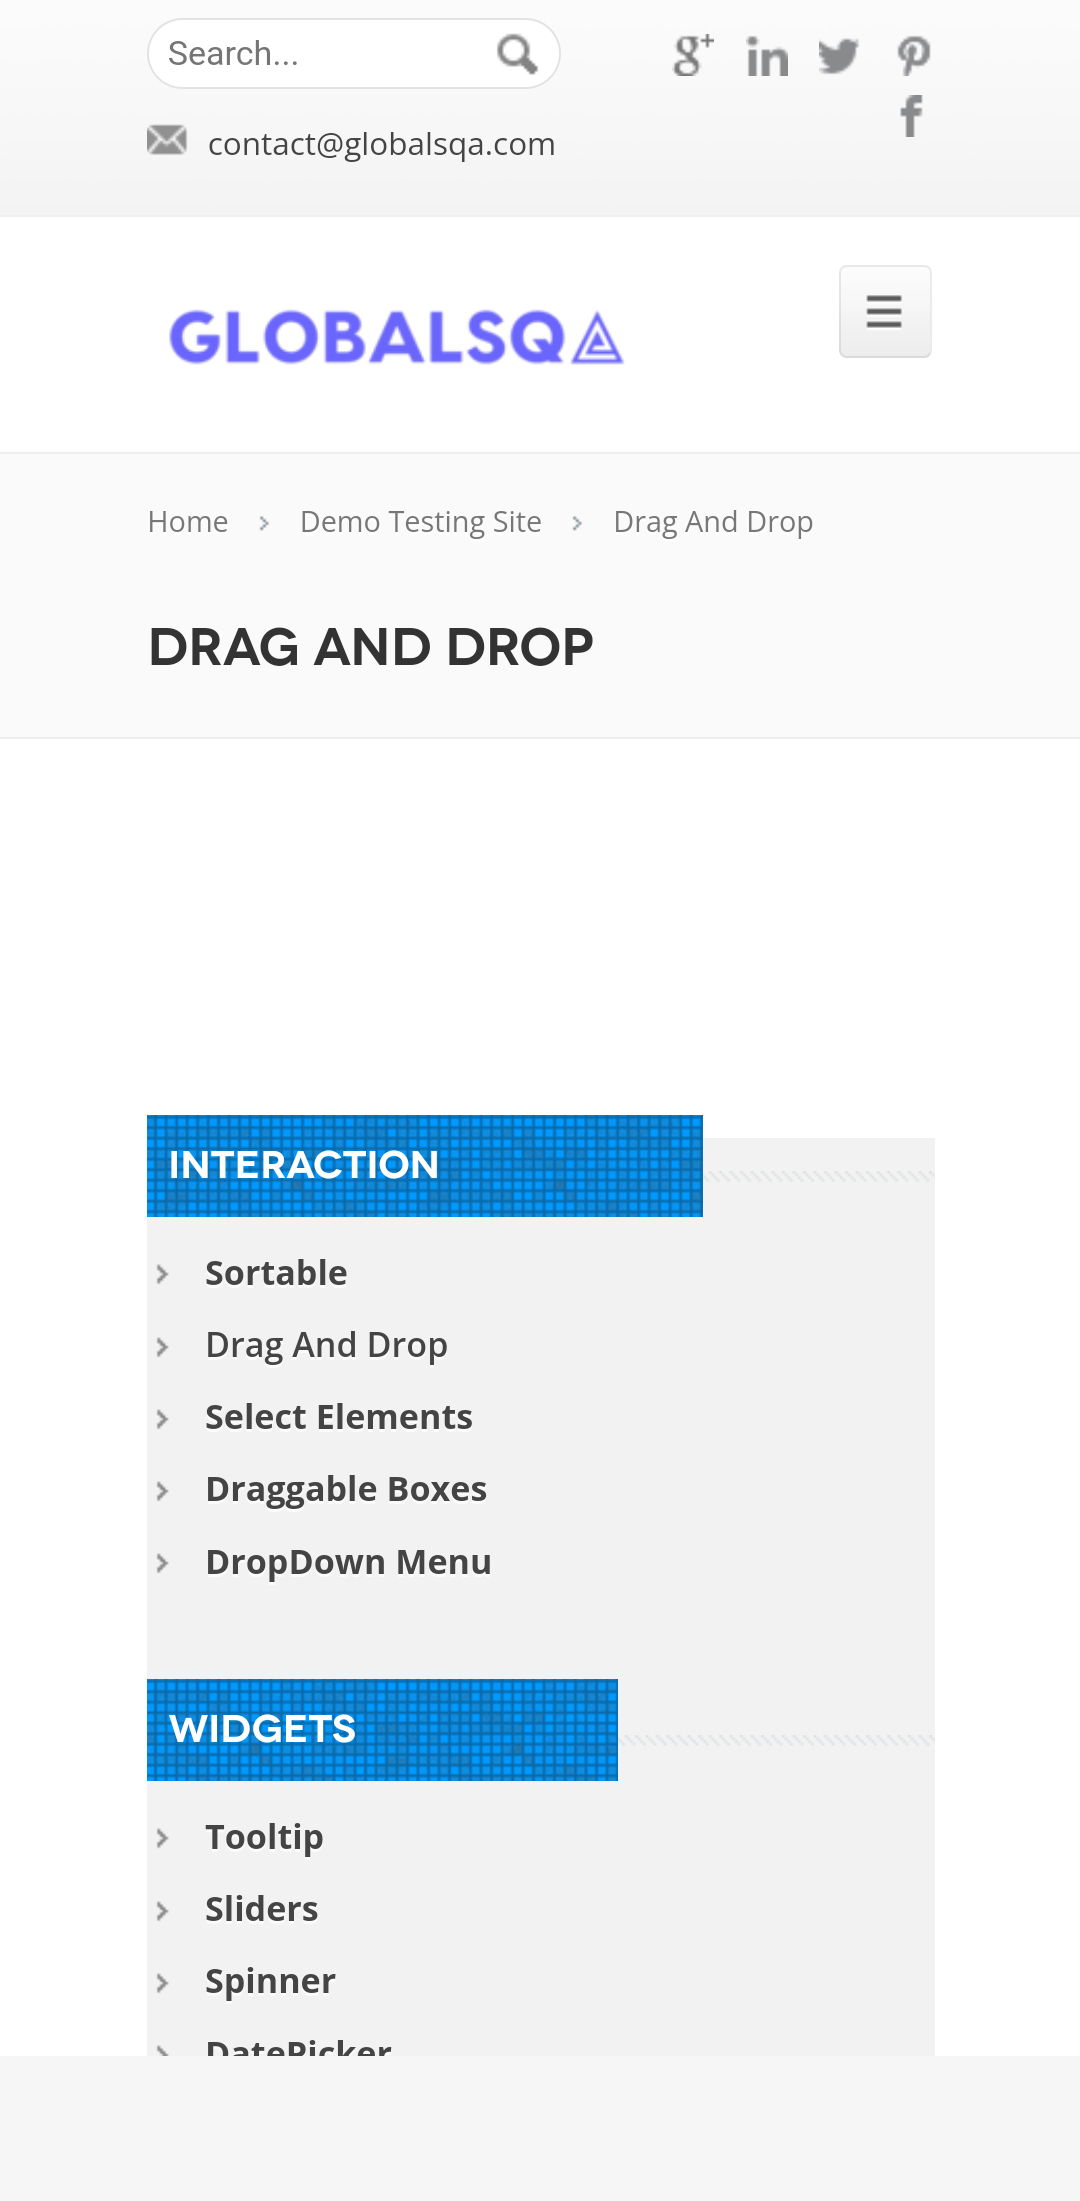 Search...
contact@globalsqa.com
GLOBALSQA
Home > Demo Testing Site > Drag And Drop
DRAG AND DROP
INTERACTION
Sortable
Drag And Drop
Select Elements
Draggable Boxes
DropDown Menu
WIDGETS
Tooltip
Sliders
Spinner
DatePicker